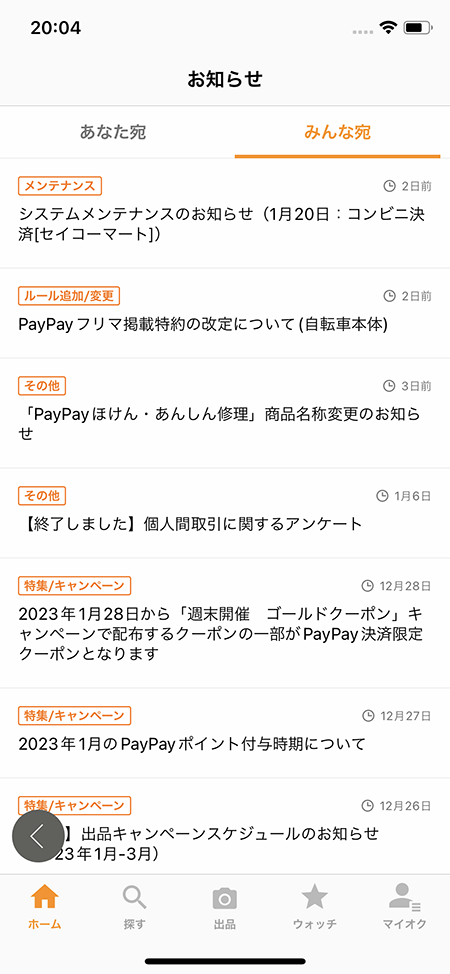 20:04
お知らせ
あなた宛
みんな宛
メンテナンス
2日前
システムメンテナンスのお知らせ（1月20日：コンビニ決
済[セイコーマート]）
ルール追加/変更
2日前
PayPayフリマ掲載特約の改定について(自転車本体)
その他
3日前
「PayPayほけん・あんしん修理」商品名称変更のお知ら
せ
その他
1月6日
【終了しました】個人間取引に関するアンケート
特集/キャンペーン
12月28日
2023年1月28日から「週末開催　ゴールドクーポン」キ
ャンペーンで配布するクーポンの一部がPayPay決済限定
クーポンとなります
特集/キャンペーン
12月27日
2023年1月のPayPayポイント付与時期について
特集/キャンペーン
12月26日
】出品キャンペーンスケジュールのお知らせ
23年1月-3月）
ホーム
探す
出品
ウォッチ
マイオク